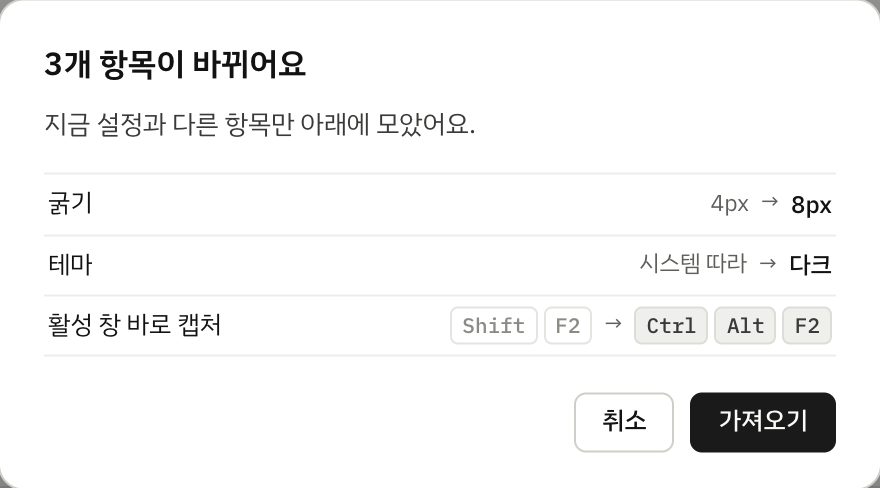 3개 항목이 바뀌어요
지금 설정과 다른 항목만 아래에 모았어요.
굵기 4px → 8px
테마 시스템 따라 → 다크
활성 창 바로 캡처 Shift F2 → Ctrl Alt F2
취소 가져오기